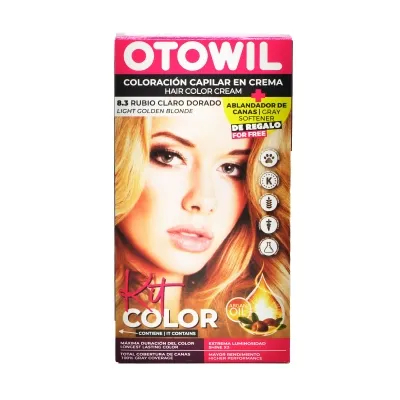 OTOWIL
COLORACIÓN CAPILAR EN CREMA
HAIR COLOR CREAM
8.3 RUBIO CLARO DORADO
LIGHT GOLDEN BLONDE
+
ABLANDADOR DE
CANAS | GRAY
SOFTENER
DE REGALO
FOR FREE
K
Kit
COLOR
ARGAN
OIL
CONTIENE | IT CONTAINS
MÁXIMA DURACIÓN DEL COLOR
LONGEST LASTING COLOR
TOTAL COBERTURA DE CANAS
100% GRAY COVERAGE
EXTREMA LUMINOSIDAD
MAYOR RENDIMIENTO
HIGHER PERFORMANCE